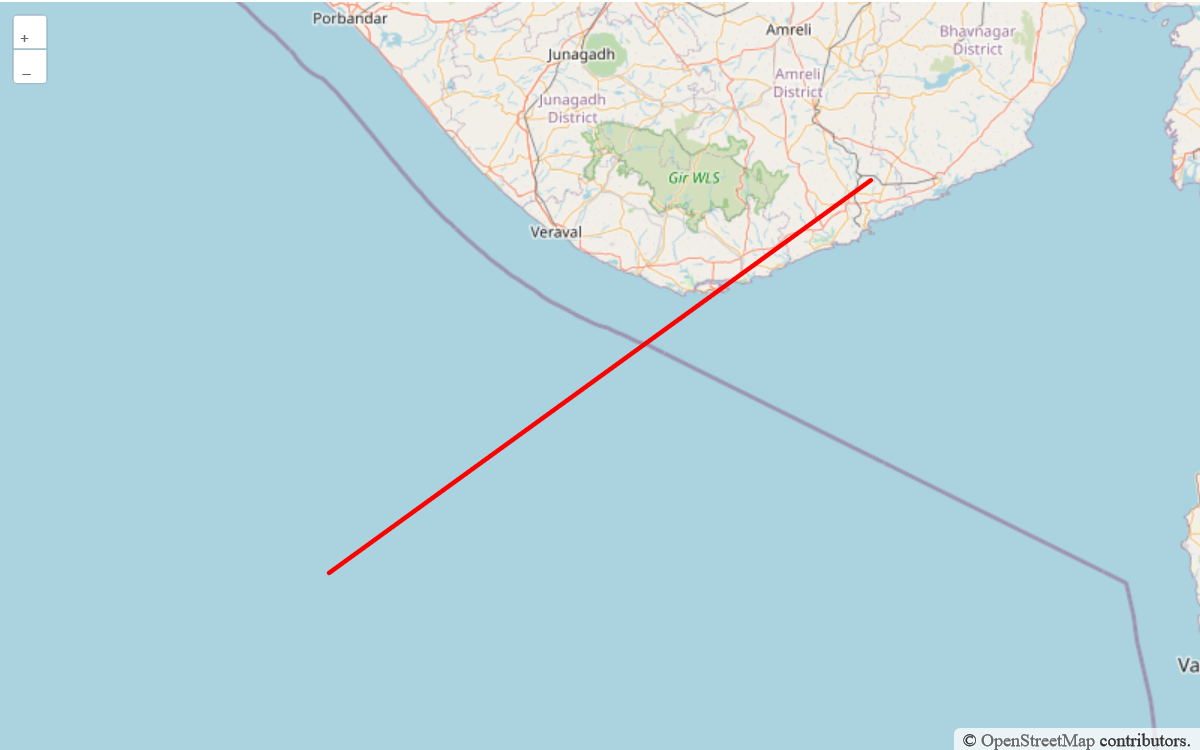 +
–
Porbandar
Amreli
Bhavnagar
District
Junagadh
Amreli
District
Junagadh
District
Gir WLS
Veraval
Va
© OpenStreetMap contributors.